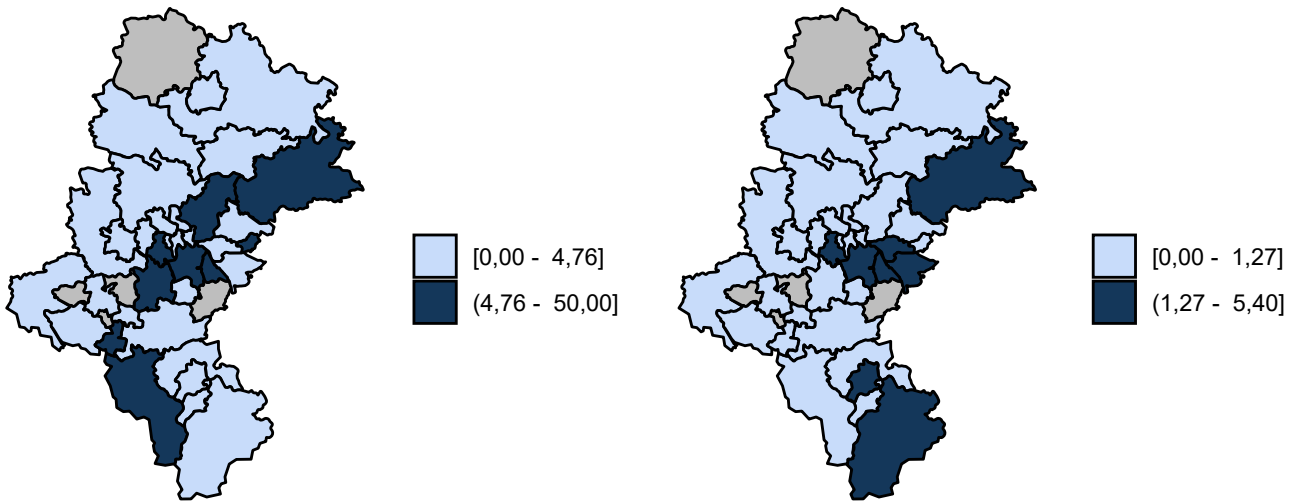 [0,00 - 4,76]
(4,76 - 50,00]
[0,00 - 1,27]
(1,27 - 5,40]